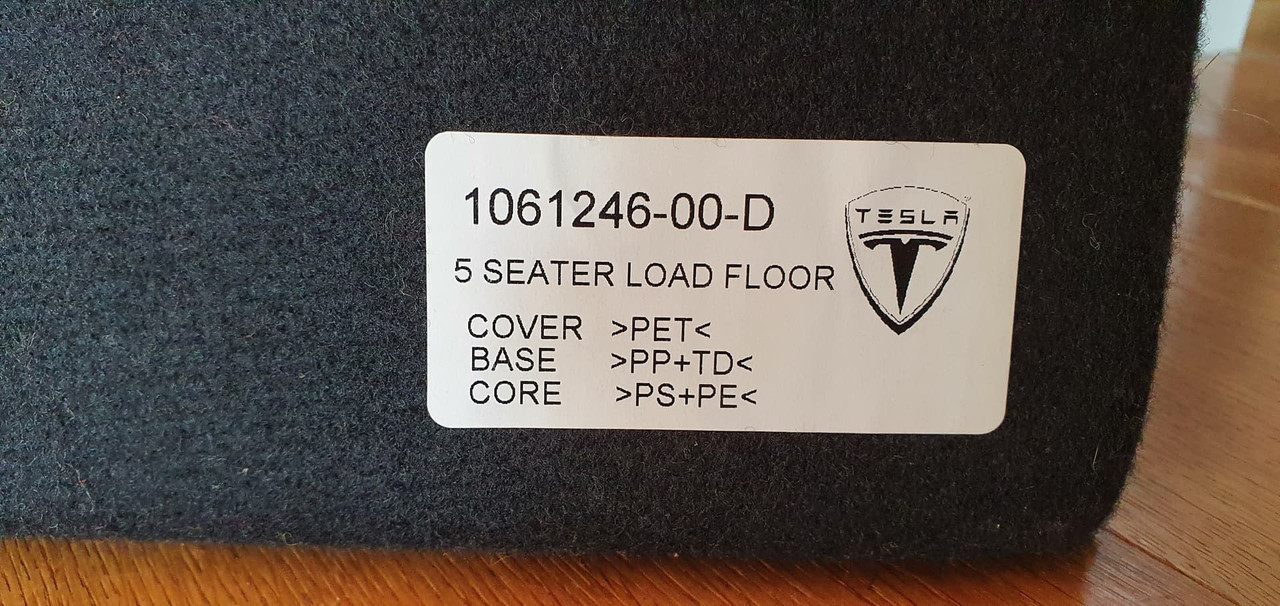 1061246-00-D
TESLA
5 SEATER LOAD FLOOR
COVER >PET<
BASE >PP+TD<
CORE >PS+PE<